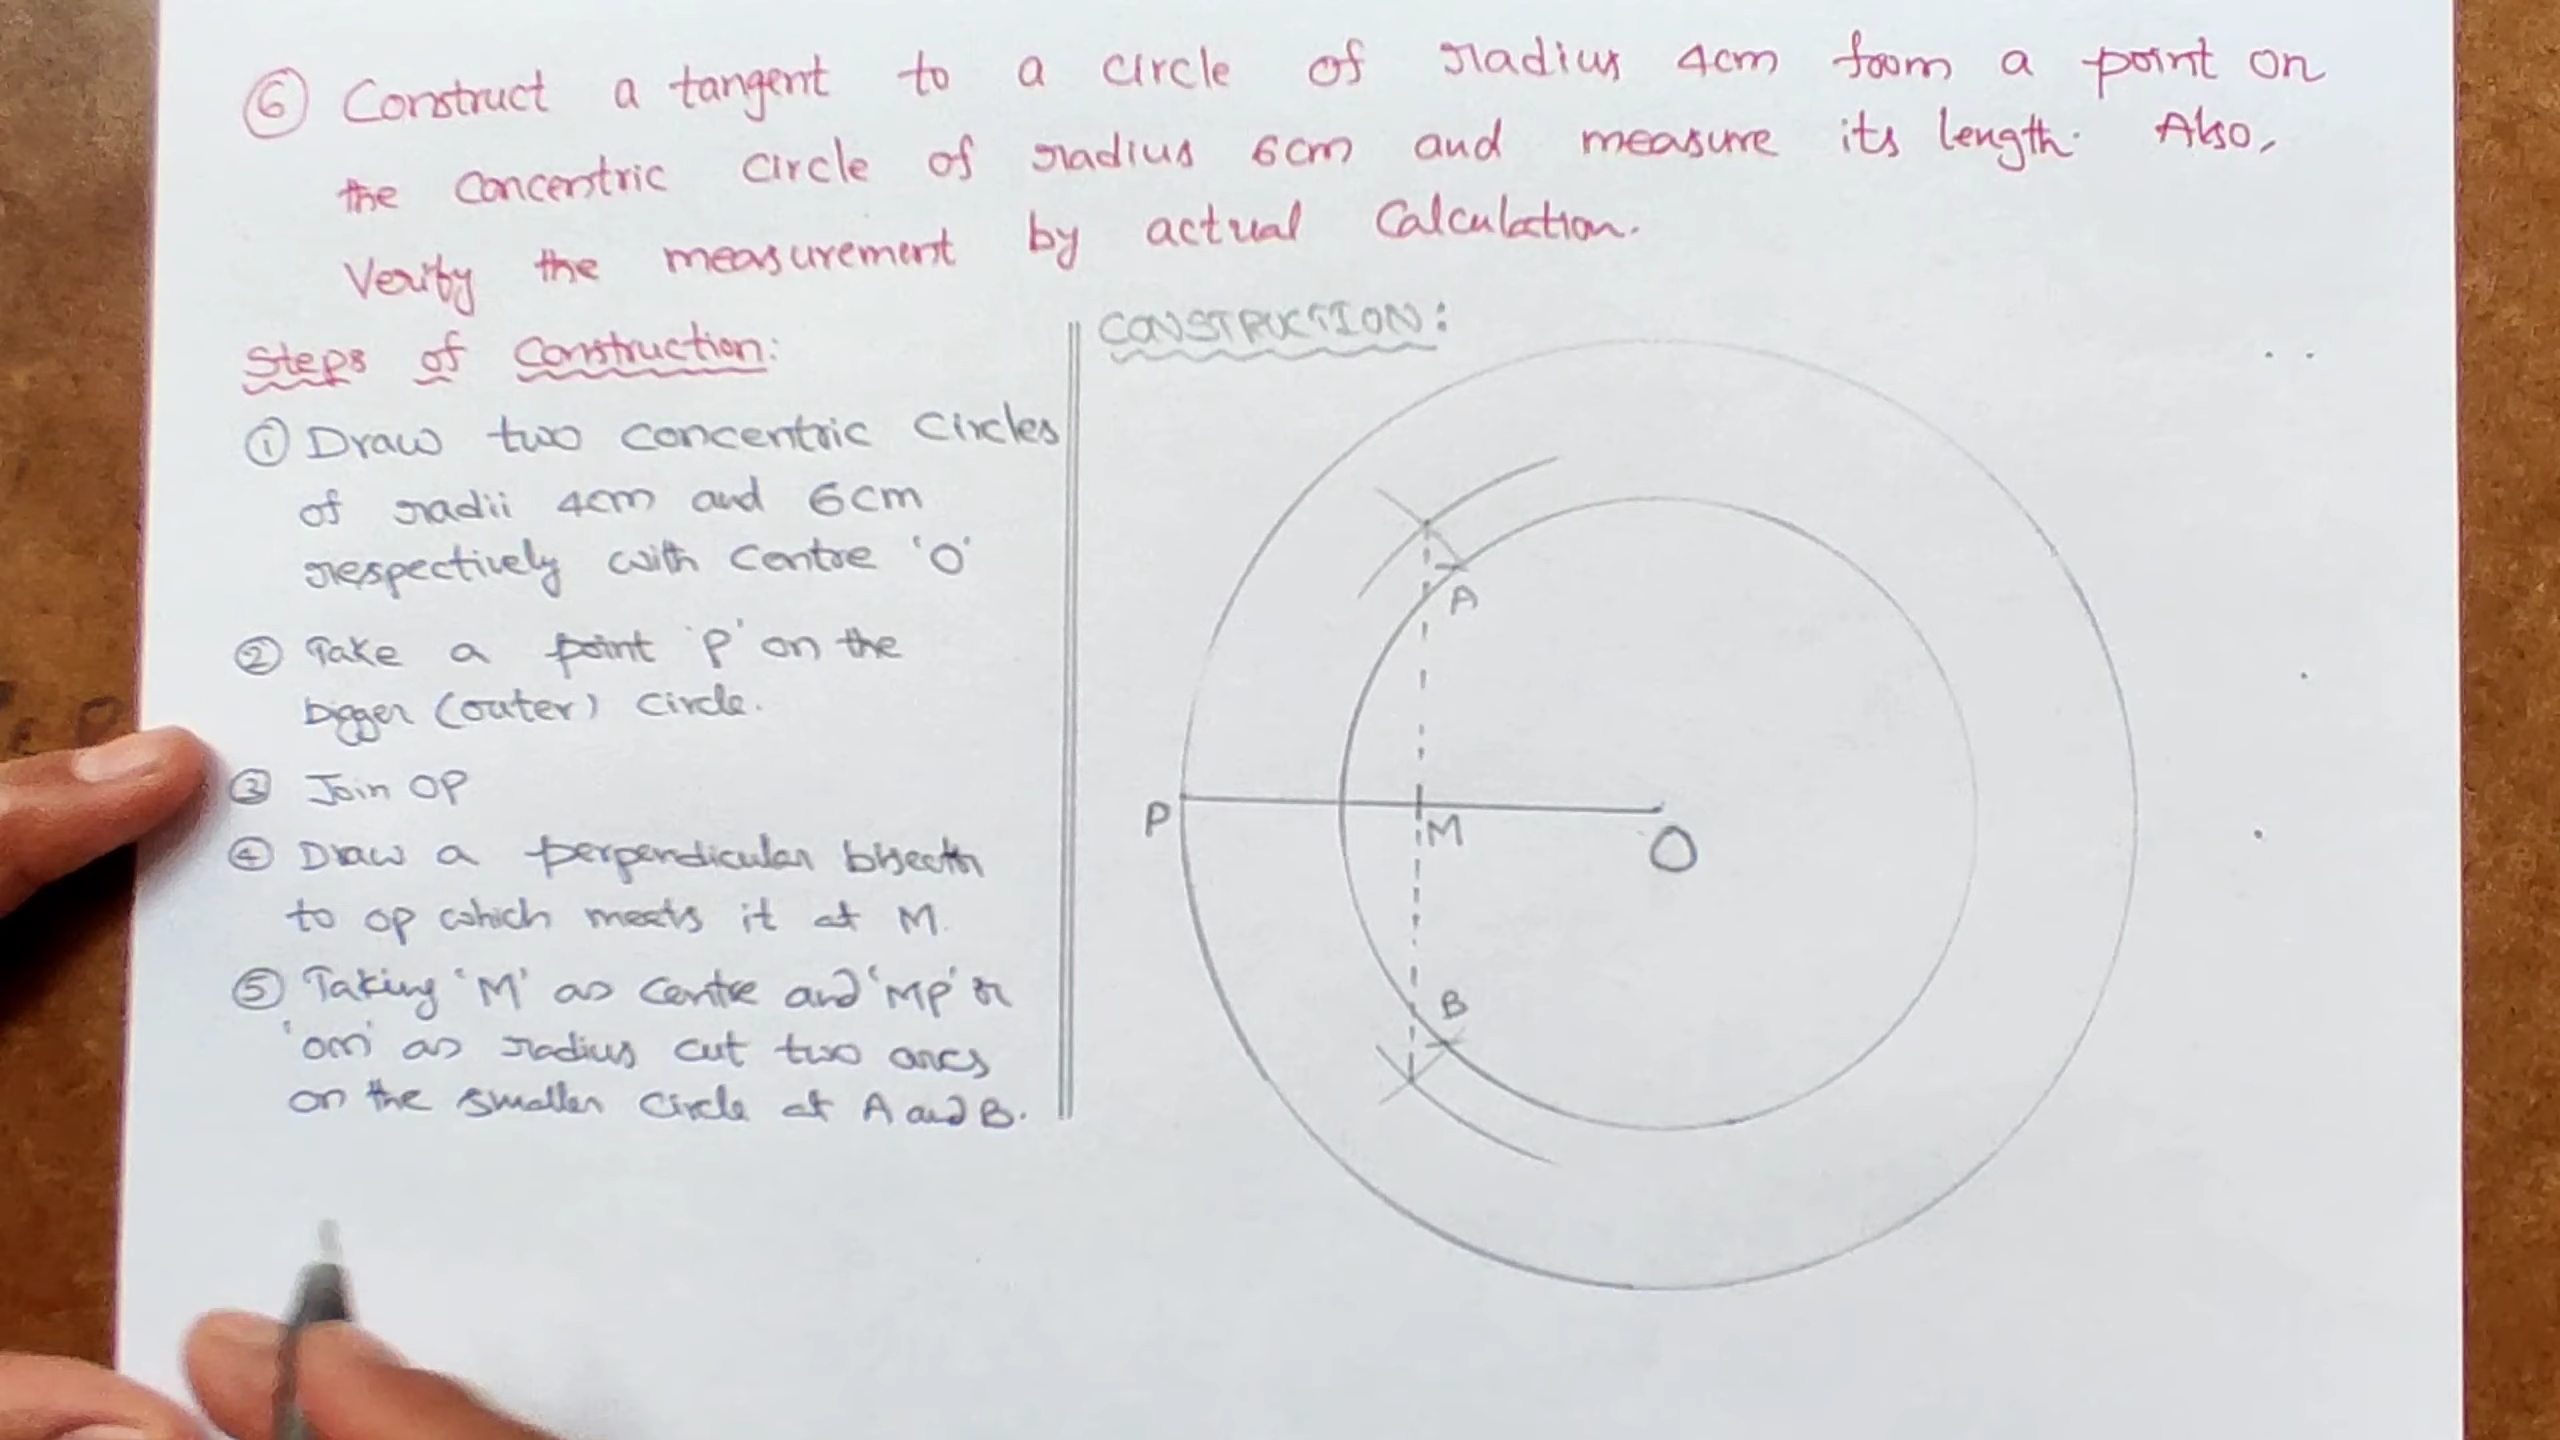 ⑥ Construct a tangent to a circle of radius 4cm from a point on
the concentric circle of radius 6cm and measure its length. Also,
Verify the measurement by actual Calculation.
Steps of Construction:
① Draw two concentric circles
of radii 4cm and 6cm
respectively with centre 'O'
② Take a point 'P' on the
bigger (outer) circle.
③ Join OP
④ Draw a perpendicular
to OP which meets it at M.
⑤ Taking 'M' as centre and 'MP' or
'OM' as radius cut two arcs
on the smaller circle at A and B.
CONSTRUCTION:
A
P
M
O
B